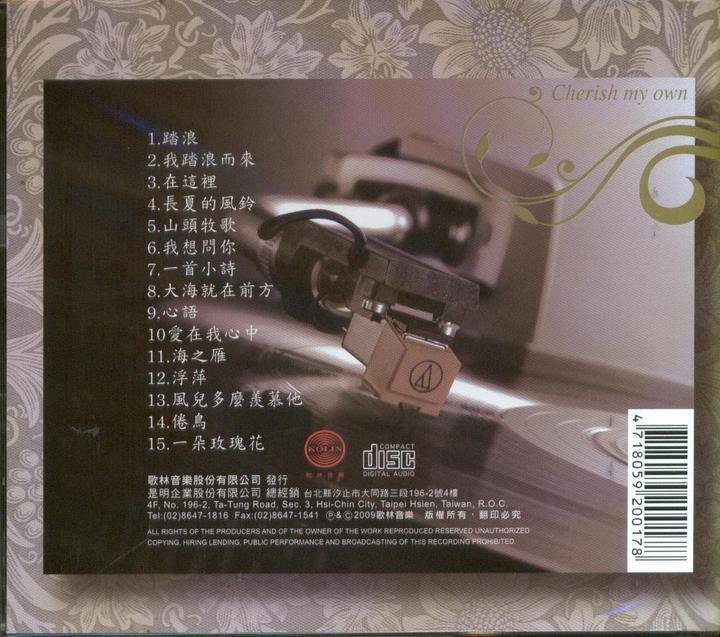 Cherish my own
1.踏浪
2.我踏浪而來
3.在這裡
4.長夏的風鈴
5.山頭牧歌
6.我想問你
7.一首小詩
8.大海就在前方
9.心語
10愛在我心中
11.海之雁
12.浮萍
13.風兒多麼羨慕他
14.倦鳥
15.一朵玫瑰花
KOLIN
歌林音樂
COMPACT
disc
DIGITAL AUDIO
歌林音樂股份有限公司 發行
是明企業股份有限公司 總經銷 台北縣汐止市大同路三段196-2號4樓
4F, No. 196-2, Ta-Tung Road, Sec. 3, Hsi-Chin City, Taipei Hsien, Taiwan, R.O.C.
Tel:(02)8647-1816 Fax:(02)8647-1541 Ⓟ&Ⓒ2009歌林音樂 版權所有・翻印必究
ALL RIGHTS OF THE PRODUCERS AND OF THE OWNER OF THE WORK REPRODUCED RESERVED UNAUTHORIZED
COPYING, HIRING LENDING, PUBLIC PERFORMANCE AND BROADCASTING OF THIS RECORDING PROHIBITED.
4718059200178